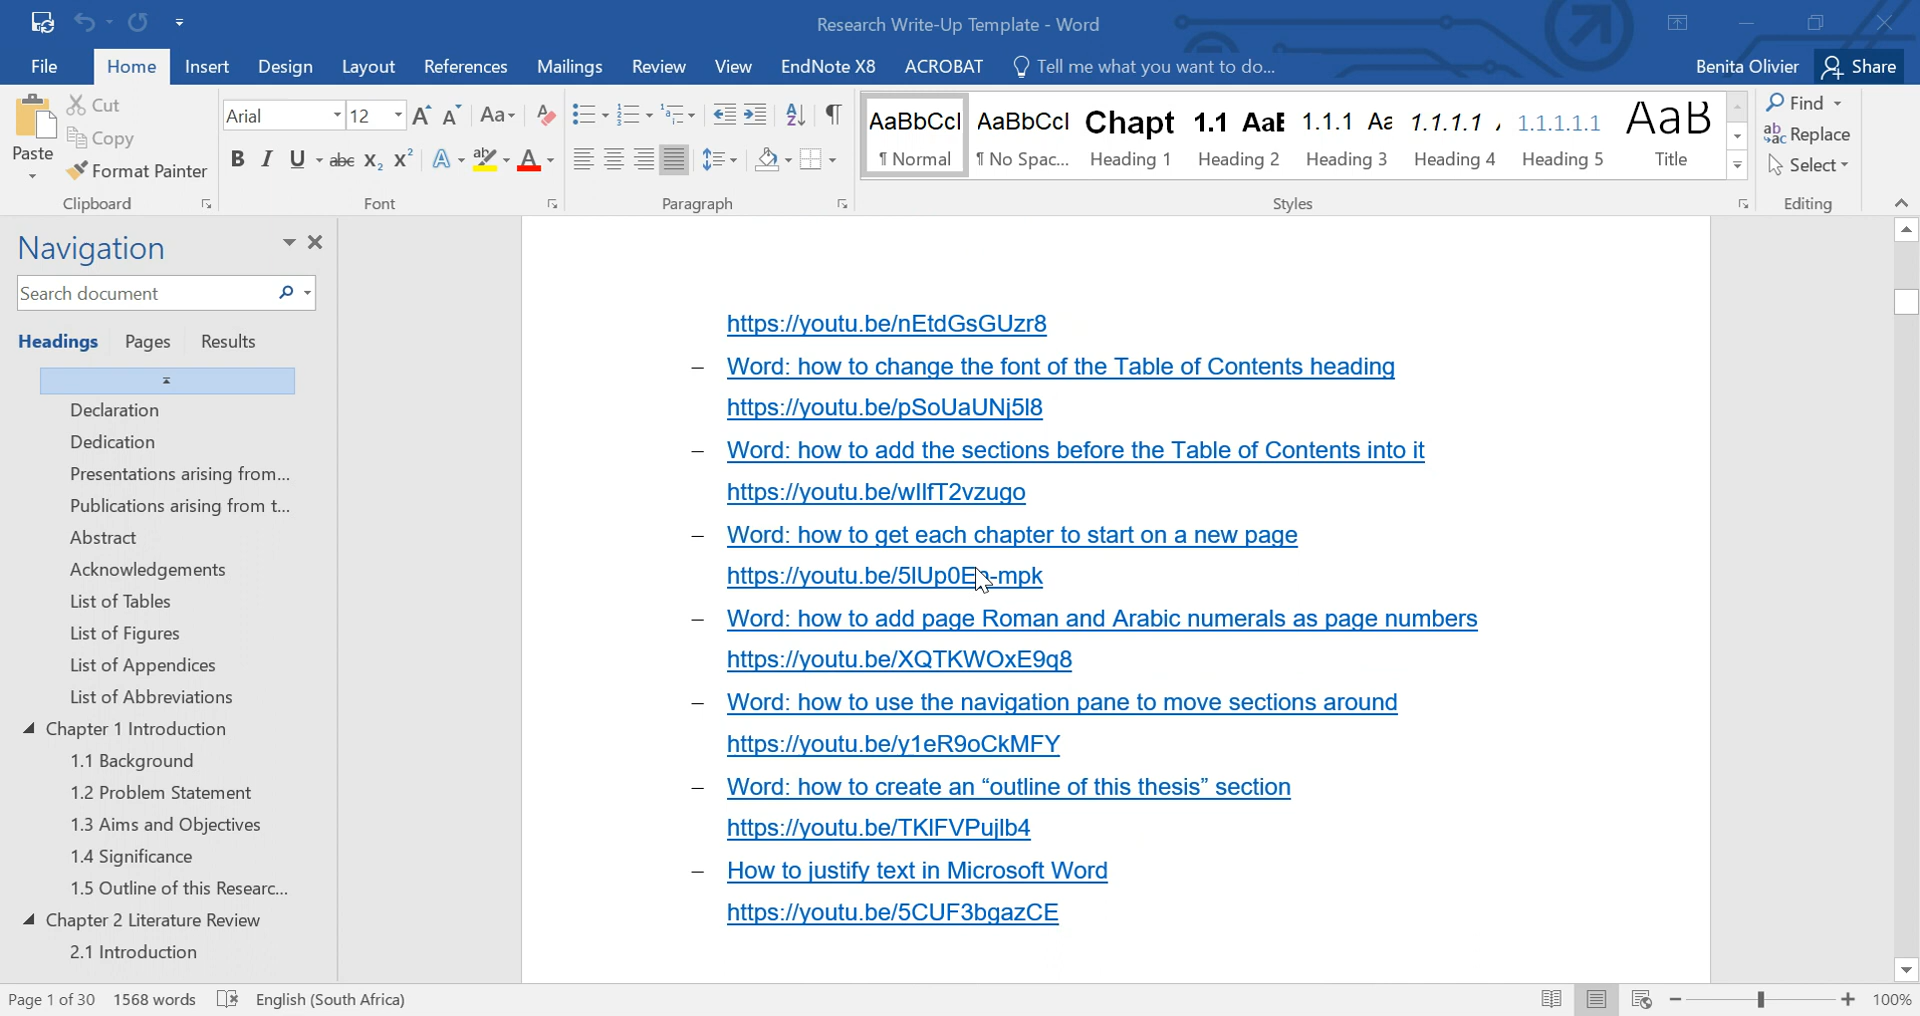 Research Write-Up Template - Word
File Home Insert Design Layout References Mailings Review View EndNote X8 ACROBAT Tell me what you want to do... Benita Olivier Share
Paste
Cut
Copy
Format Painter
Clipboard
Arial 12
Aa
B I U abc X₂ X² A ab A
Font
Paragraph
AaBbCcI AaBbCcI Chapt 1.1 AaE 1.1.1 Aa 1.1.1.1 1.1.1.1.1 AaB
¶ Normal ¶ No Spac... Heading 1 Heading 2 Heading 3 Heading 4 Heading 5 Title
Styles
Find
Replace
Select
Editing
Navigation
Search document
Headings Pages Results
Declaration
Dedication
Presentations arising from...
Publications arising from t...
Abstract
Acknowledgements
List of Tables
List of Figures
List of Appendices
List of Abbreviations
Chapter 1 Introduction
1.1 Background
1.2 Problem Statement
1.3 Aims and Objectives
1.4 Significance
1.5 Outline of this Researc...
Chapter 2 Literature Review
2.1 Introduction
https://youtu.be/nEtdGsGUzr8
– Word: how to change the font of the Table of Contents heading
https://youtu.be/pSoUaUNj5l8
– Word: how to add the sections before the Table of Contents into it
https://youtu.be/wIlfT2vzugo
– Word: how to get each chapter to start on a new page
– Word: how to add page Roman and Arabic numerals as page numbers
https://youtu.be/XQTKWOxE9q8
– Word: how to use the navigation pane to move sections around
https://youtu.be/y1eR9oCkMFY
– Word: how to create an “outline of this thesis” section
https://youtu.be/TKlFVPujlb4
– How to justify text in Microsoft Word
https://youtu.be/5CUF3bgazCE
Page 1 of 30 1568 words English (South Africa) 100%